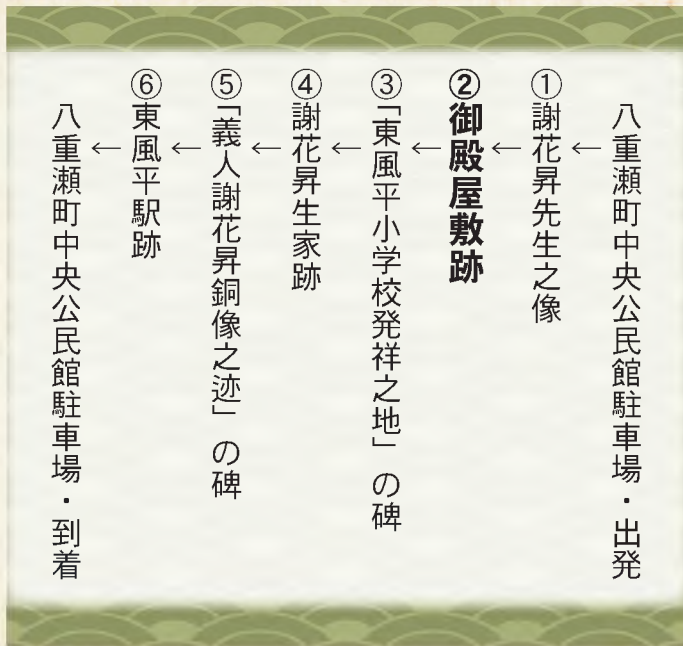 八重瀬町中央公民館駐車場・出発
←
①謝花昇先生之像
←
②御殿屋敷跡
←
③「東風平小学校発祥之地」の碑
←
④謝花昇生家跡
←
⑤「義人謝花昇銅像之迹」の碑
←
⑥東風平駅跡
←
八重瀬町中央公民館駐車場・到着